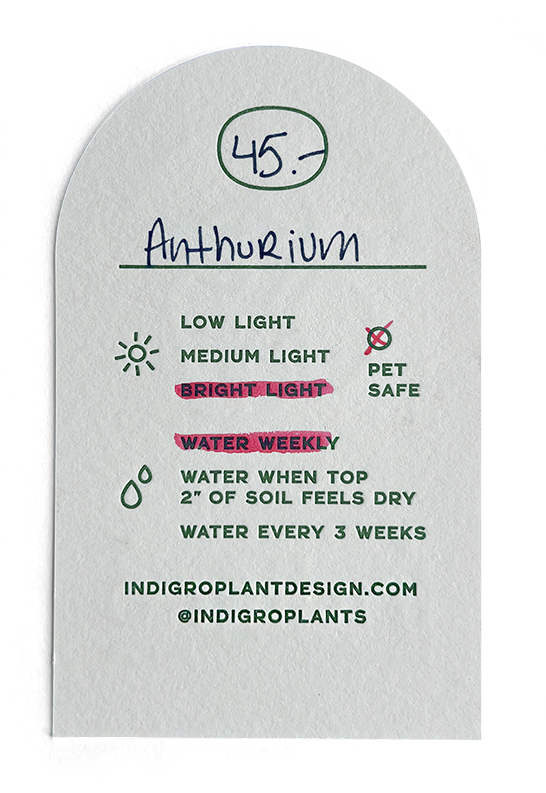 45.-
Anthurium
LOW LIGHT
MEDIUM LIGHT
BRIGHT LIGHT
PET
SAFE
WATER WEEKLY
WATER WHEN TOP
2” OF SOIL FEELS DRY
WATER EVERY 3 WEEKS
INDIGROPLANTDESIGN.COM
@INDIGROPLANTS